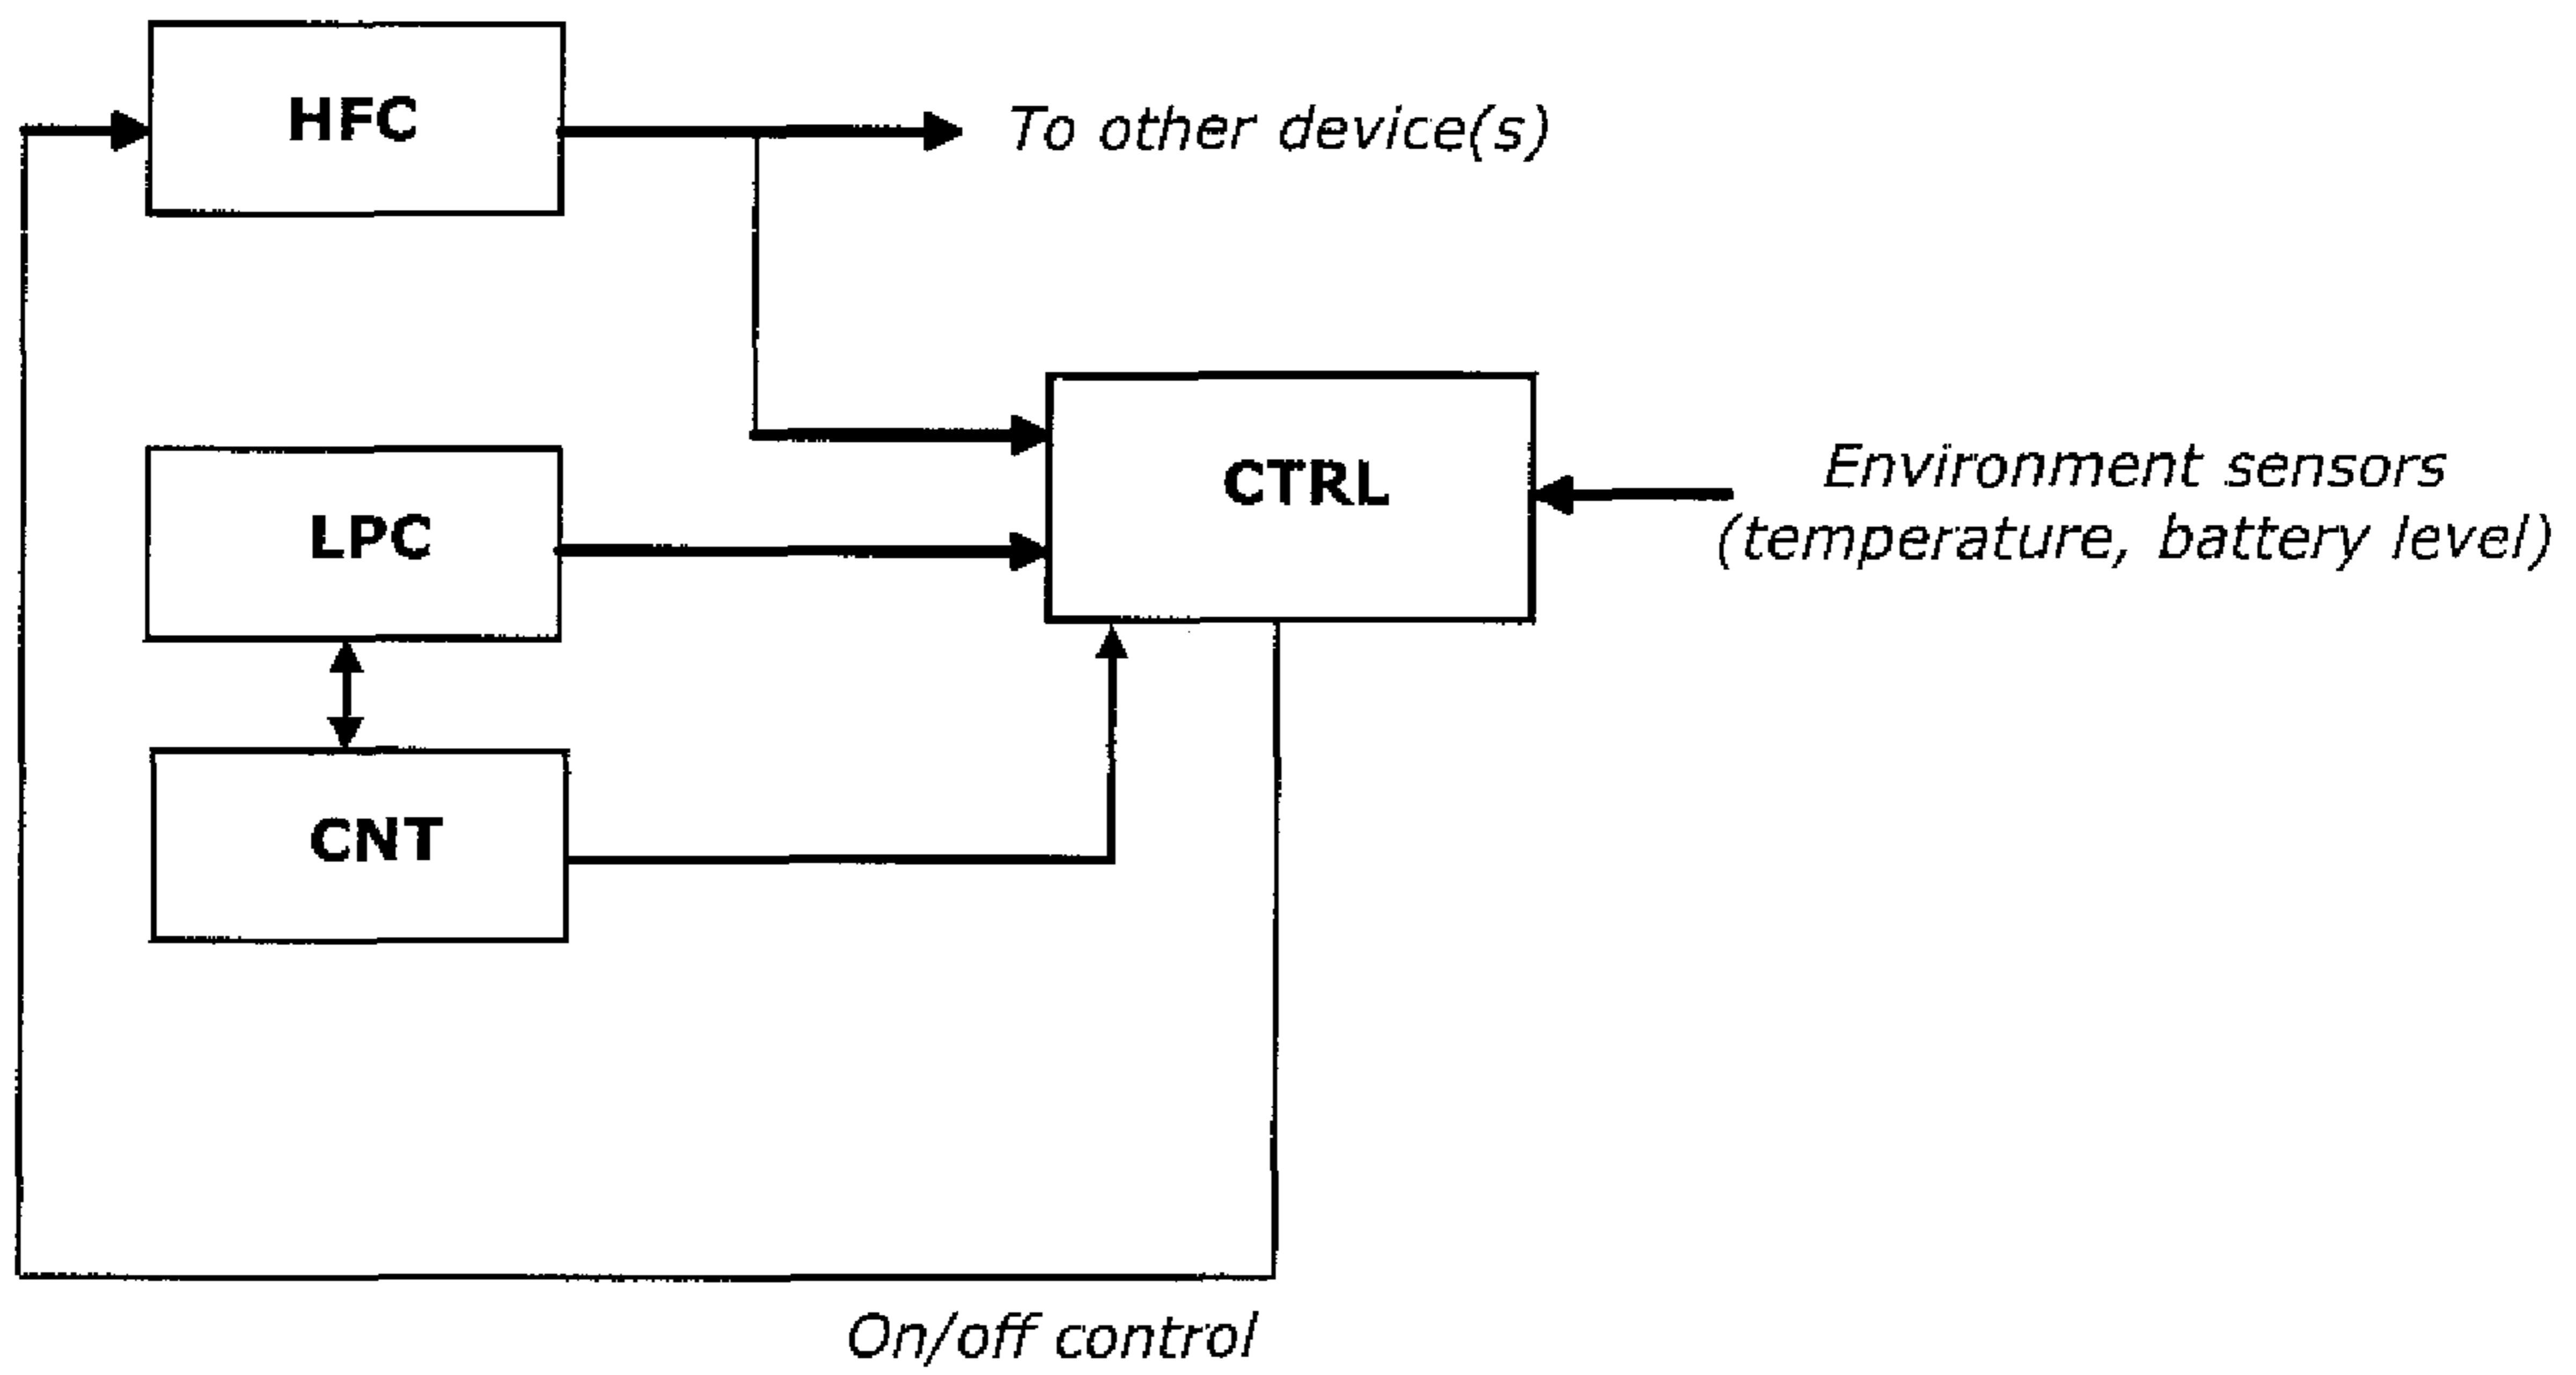 HFC
To other device(s)
CTRL
Environment sensors
(temperature, battery level)
LPC
CNT
On/off control